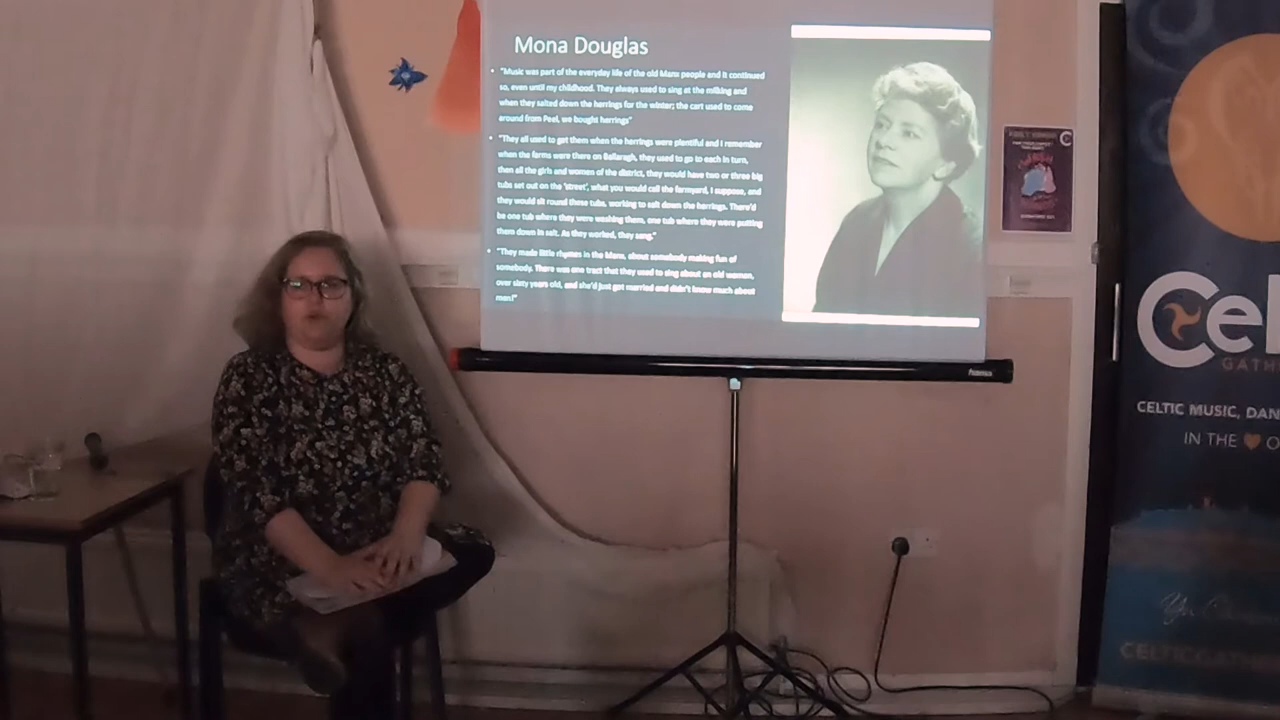 Mona Douglas
• "Music was part of the everyday life of the old Manx people and it continued
so, even until my childhood. They always used to sing at the milking and
when they salted down the herrings for the winter; the cart used to come
around from Peel, we bought herrings"
• "They all used to get them when the herrings were plentiful and I remember
when the farms were there on Ballaragh, they used to go to each in turn,
then all the girls and women of the district, they would have two or three big
tubs set out on the 'street', what you would call the farmyard, I suppose, and
they would sit round these tubs, working to salt down the herrings. There'd
be one tub where they were washing them, one tub where they were putting
them down in salt. As they worked, they sang."
• "They made little rhymes in the Manx, about somebody making fun of
somebody. There was one tract that they used to sing about an old woman,
over sixty years old, and she'd just got married and didn't know much about
men!"
Cel
GATH
CELTIC MUSIC, DAN
IN THE O
CELTICGATHE